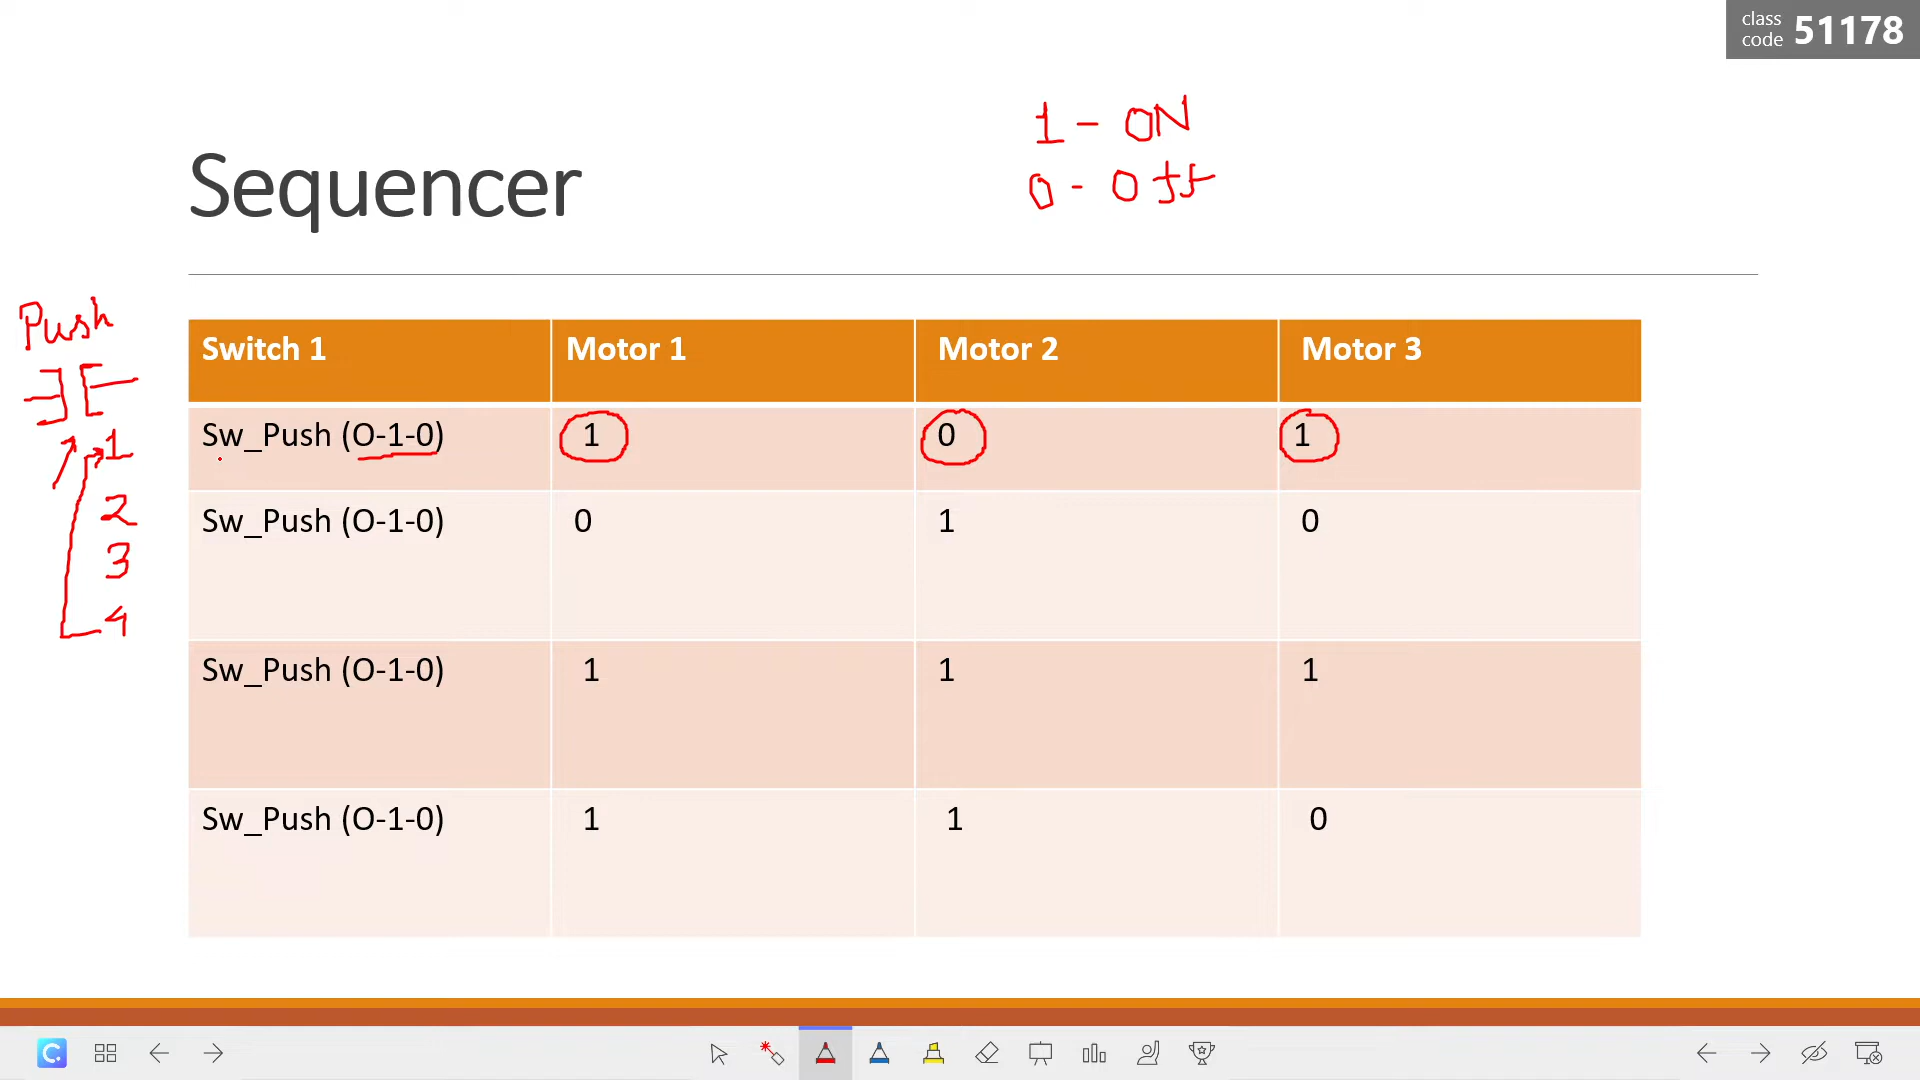 class code 51178
1 - ON
0 - Off
Sequencer
Push
1
2
3
4
Switch 1 Motor 1 Motor 2 Motor 3
Sw_Push (O-1-0) 1 0 1
Sw_Push (O-1-0) 0 1 0
Sw_Push (O-1-0) 1 1 1
Sw_Push (O-1-0) 1 1 0